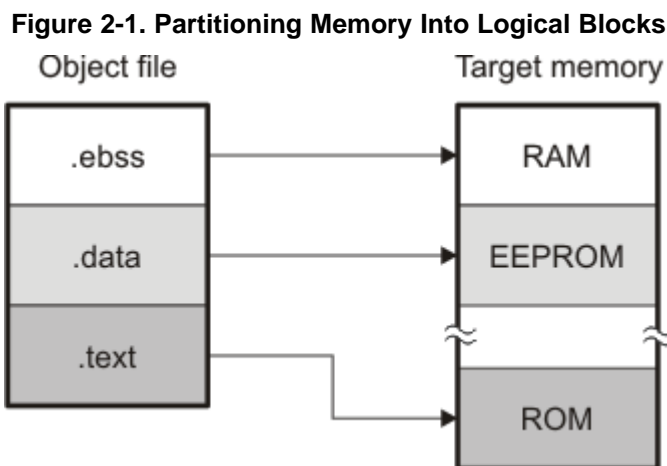 Figure 2-1. Partitioning Memory Into Logical Blocks
Object file
Target memory
.ebss
RAM
.data
EEPROM
.text
ROM